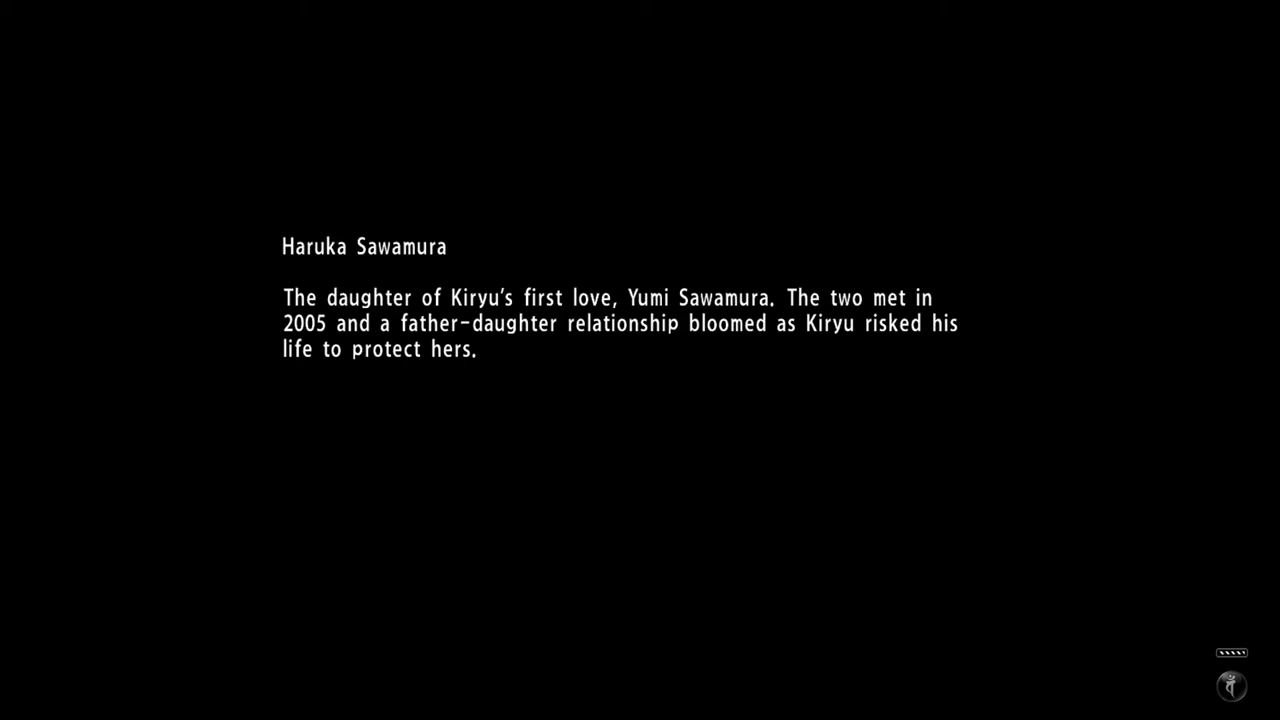 Haruka Sawamura
The daughter of Kiryu's first love, Yumi Sawamura. The two met in
2005 and a father-daughter relationship bloomed as Kiryu risked his
life to protect hers.